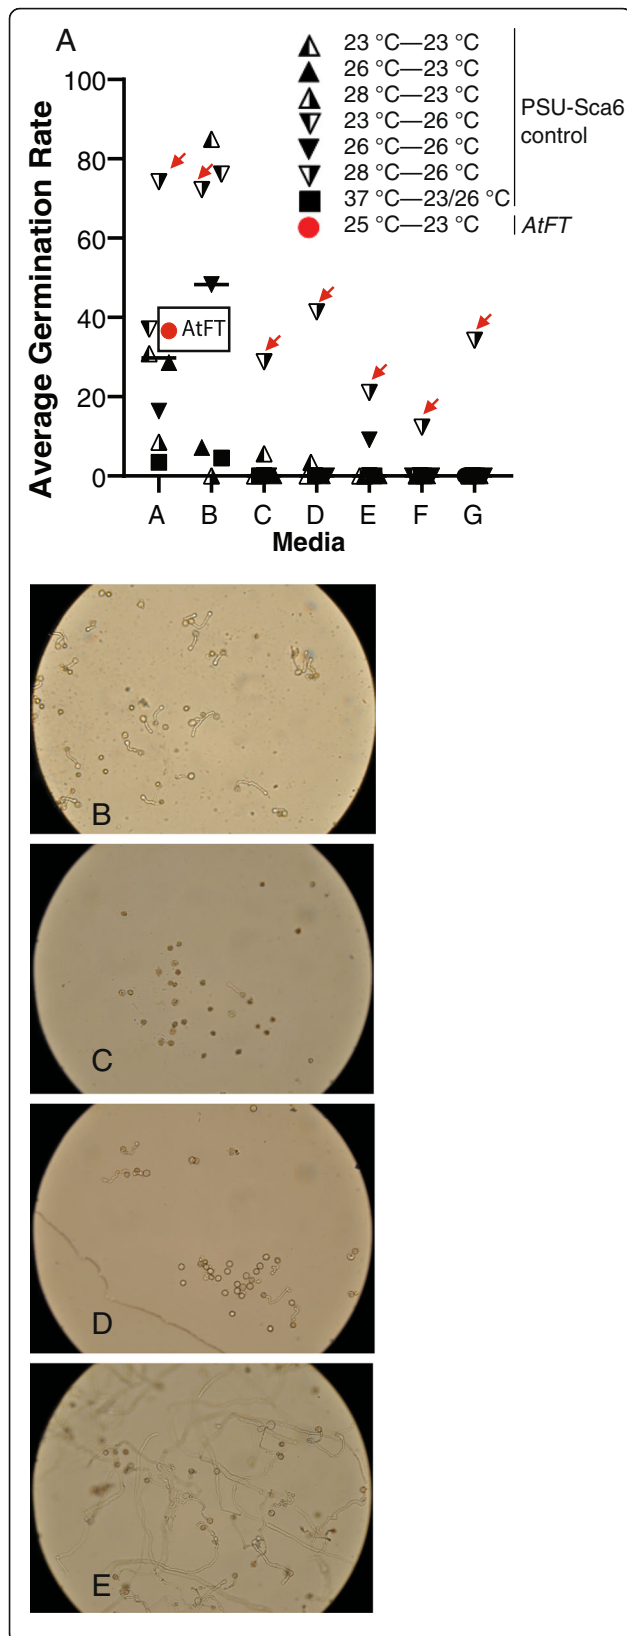 A
23 °C—23 °C
26 °C—23 °C
28 °C—23 °C
23 °C—26 °C
26 °C—26 °C
28 °C—26 °C
37 °C—23/26 °C
25 °C—23 °C
PSU-Sca6
control
AtFT
Average Germination Rate
100
80
60
40
20
0
AtFT
A B C D E F G
Media
B
C
D
E